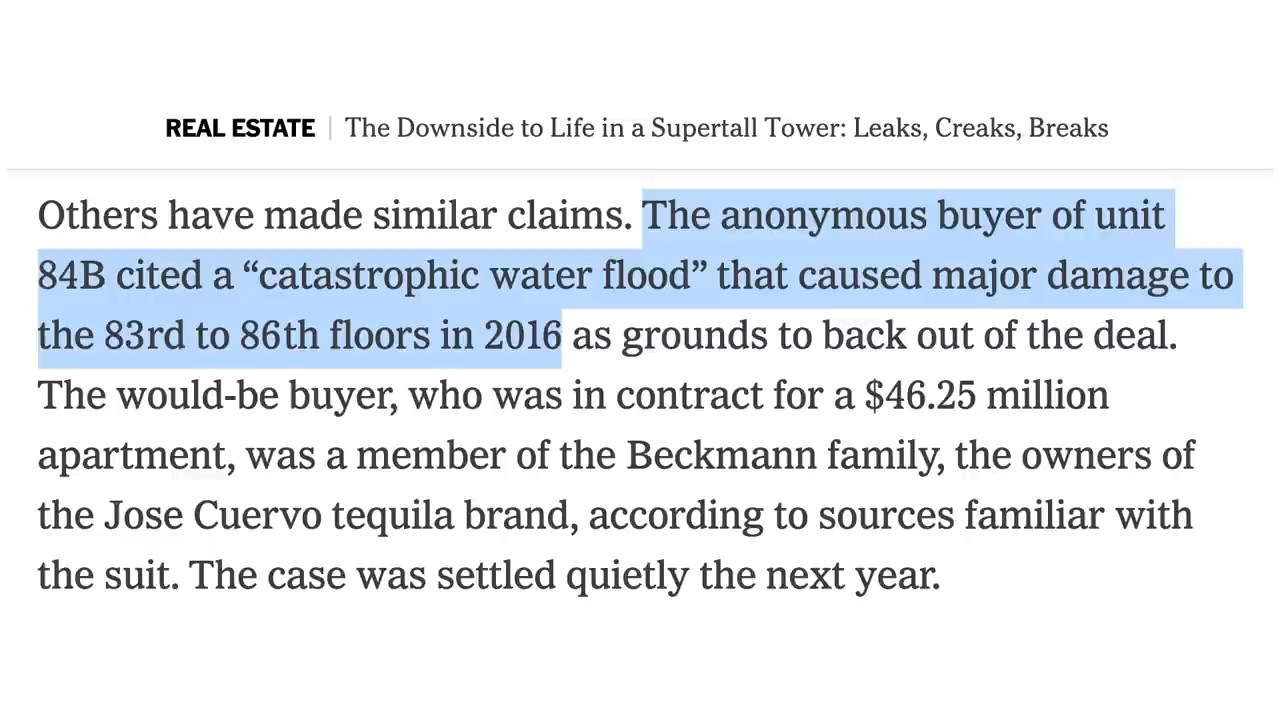 REAL ESTATE | The Downside to Life in a Supertall Tower: Leaks, Creaks, Breaks
Others have made similar claims. The anonymous buyer of unit
84B cited a “catastrophic water flood” that caused major damage to
the 83rd to 86th floors in 2016 as grounds to back out of the deal.
The would-be buyer, who was in contract for a $46.25 million
apartment, was a member of the Beckmann family, the owners of
the Jose Cuervo tequila brand, according to sources familiar with
the suit. The case was settled quietly the next year.